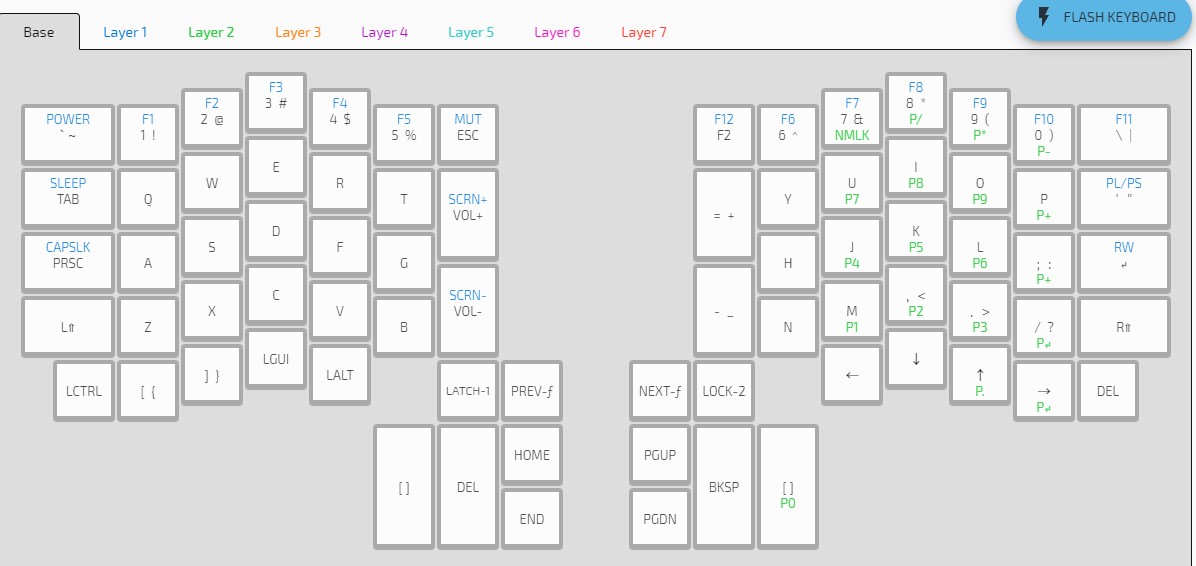 Base Layer 1 Layer 2 Layer 3 Layer 4 Layer 5 Layer 6 Layer 7 FLASH KEYBOARD
F3 F8
3 # 8 *
P/
F2 F4 F7 F9
2 @ 4 $ 7 & 9 (
NMLK P*
POWER F1 F5 MUT F12 F6 F10 F11
` ~ 1 ! 5 % ESC F2 6 ^ 0 ) \ |
P-
E I
P8
W R U O
P7 P9
SLEEP SCRN+ PL/PS
TAB Q T VOL+ = + Y P ' "
P+
D K
P5
S F J L
P4 P6
CAPSLK RW
PRSC A G H ; : ↵
P+
C , <
P2
X V M . >
P1 P3
SCRN-
VOL-
L⇑ Z B - _ N / ? R⇑
P↵
LGUI ↓
] } LALT ← ↑
P.
LCTRL [ { LATCH-1 PREV-ƒ NEXT-ƒ LOCK-2 → DEL
P↵
HOME PGUP
[ ] DEL BKSP [ ]
P0
END PGDN